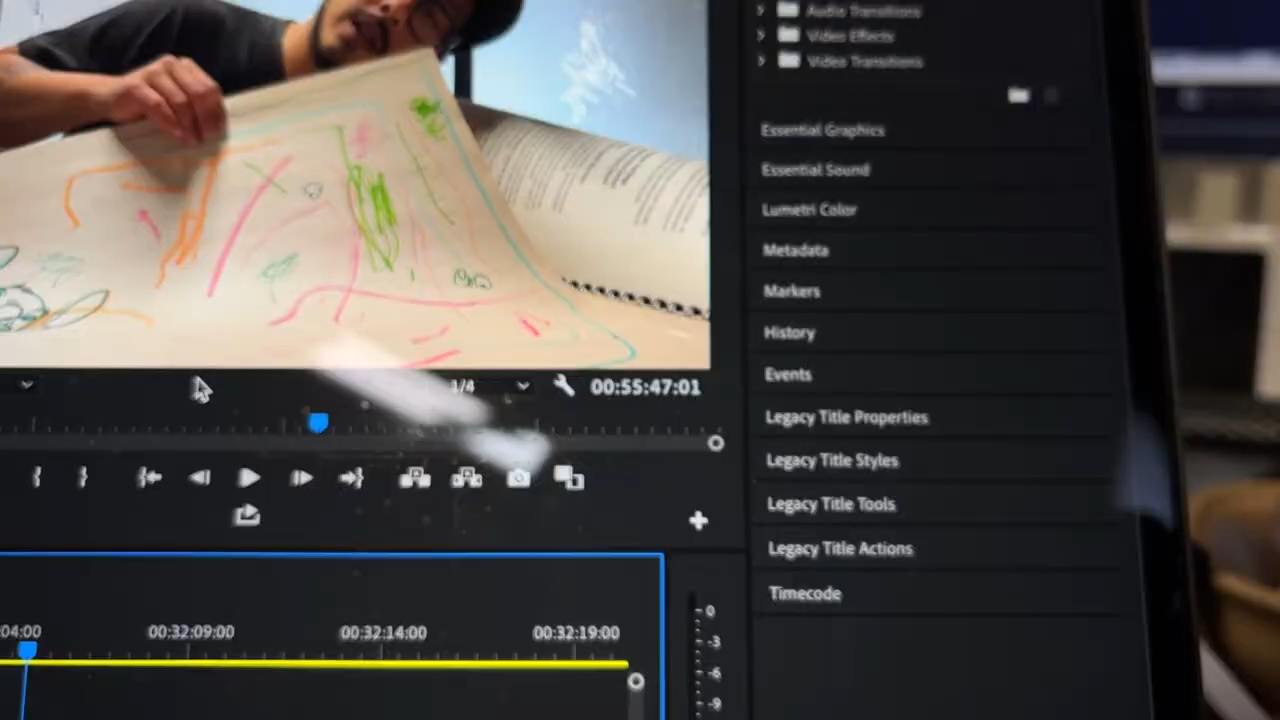 Audio Transitions
Video Effects
Video Transitions
Essential Graphics
Essential Sound
Lumetri Color
Metadata
Markers
History
Events
Legacy Title Properties
Legacy Title Styles
Legacy Title Tools
Legacy Title Actions
Timecode
1/4
00:55:47:01
:04:00
00:32:09:00
00:32:14:00
00:32:19:00
0
-3
-6
-9